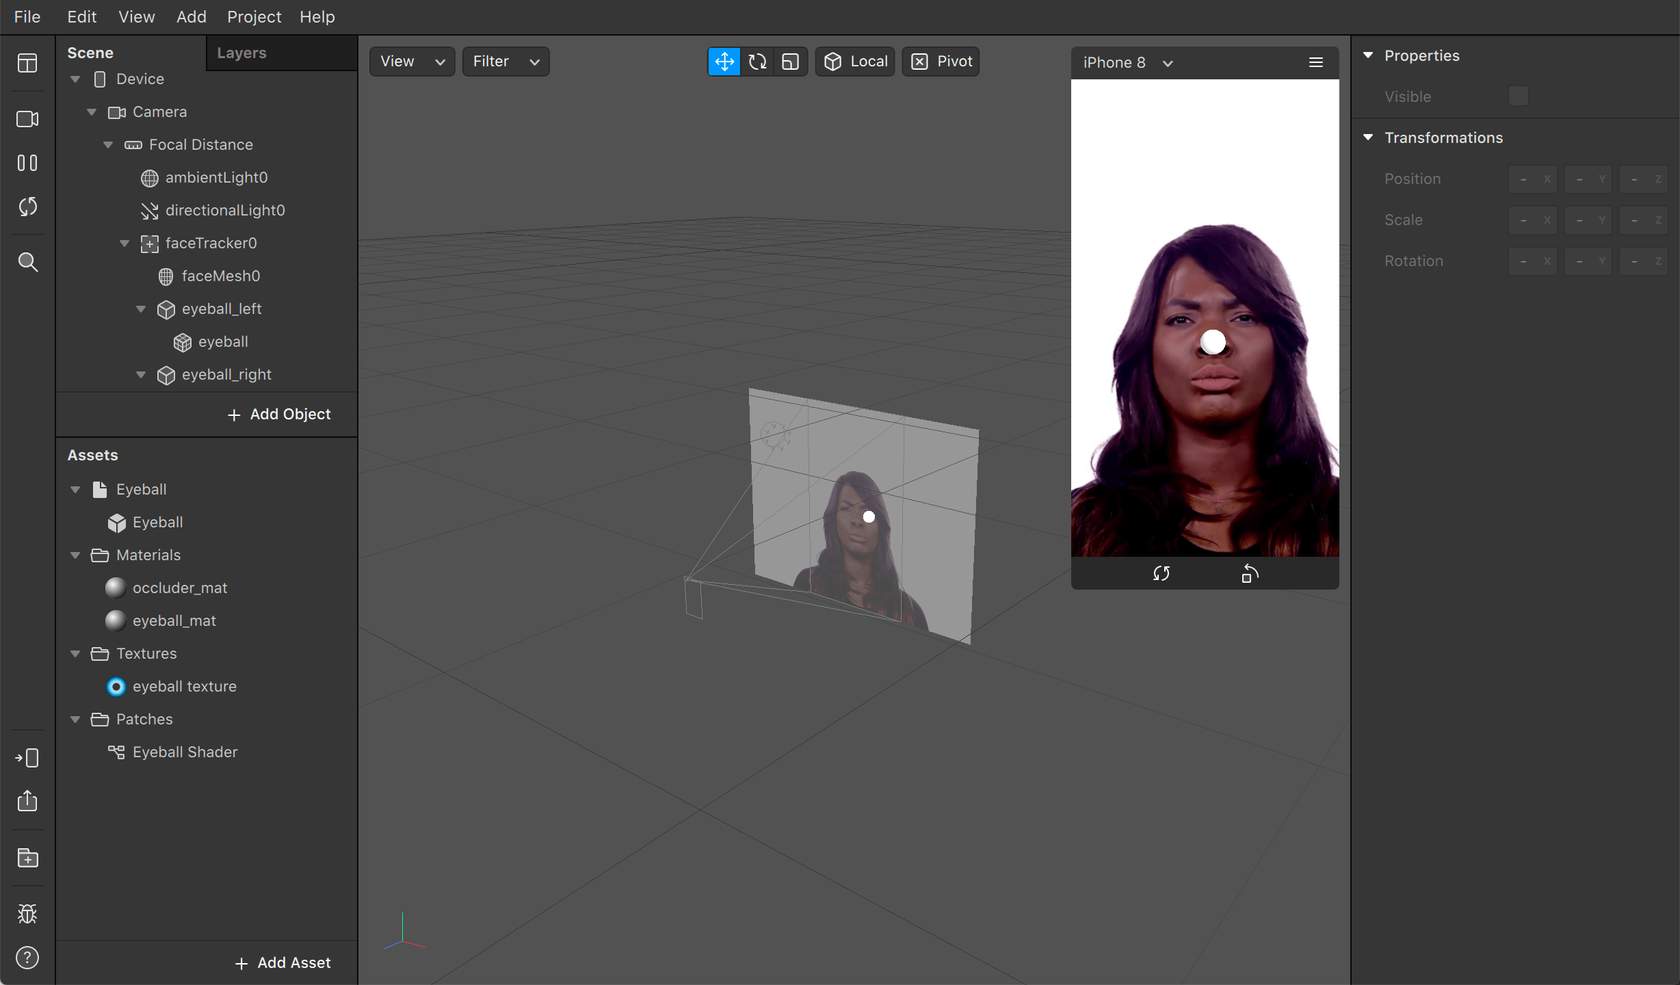 File Edit View Add Project Help
Scene Layers
Device
Camera
Focal Distance
ambientLight0
directionalLight0
faceTracker0
faceMesh0
eyeball_left
eyeball
eyeball_right
+ Add Object
Assets
Eyeball
Eyeball
Materials
occluder_mat
eyeball_mat
Textures
eyeball texture
Patches
Eyeball Shader
+ Add Asset
View Filter Local Pivot
iPhone 8
Properties
Visible
Transformations
Position - X - Y - Z
Scale - X - Y - Z
Rotation - X - Y - Z